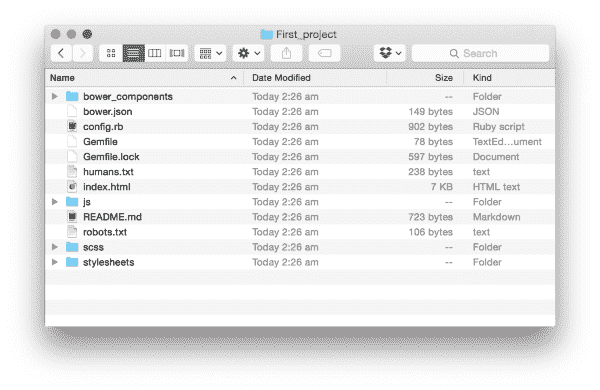 First_project
Search
Name Date Modified Size Kind
bower_components Today 2:26 am -- Folder
bower.json Today 2:26 am 149 bytes JSON
config.rb Today 2:26 am 902 bytes Ruby script
Gemfile Today 2:26 am 78 bytes TextEd...ument
Gemfile.lock Today 2:26 am 597 bytes Document
humans.txt Today 2:26 am 238 bytes text
index.html Today 2:26 am 7 KB HTML text
js Today 2:26 am -- Folder
README.md Today 2:26 am 723 bytes Markdown
robots.txt Today 2:26 am 106 bytes text
scss Today 2:26 am -- Folder
stylesheets Today 2:26 am -- Folder